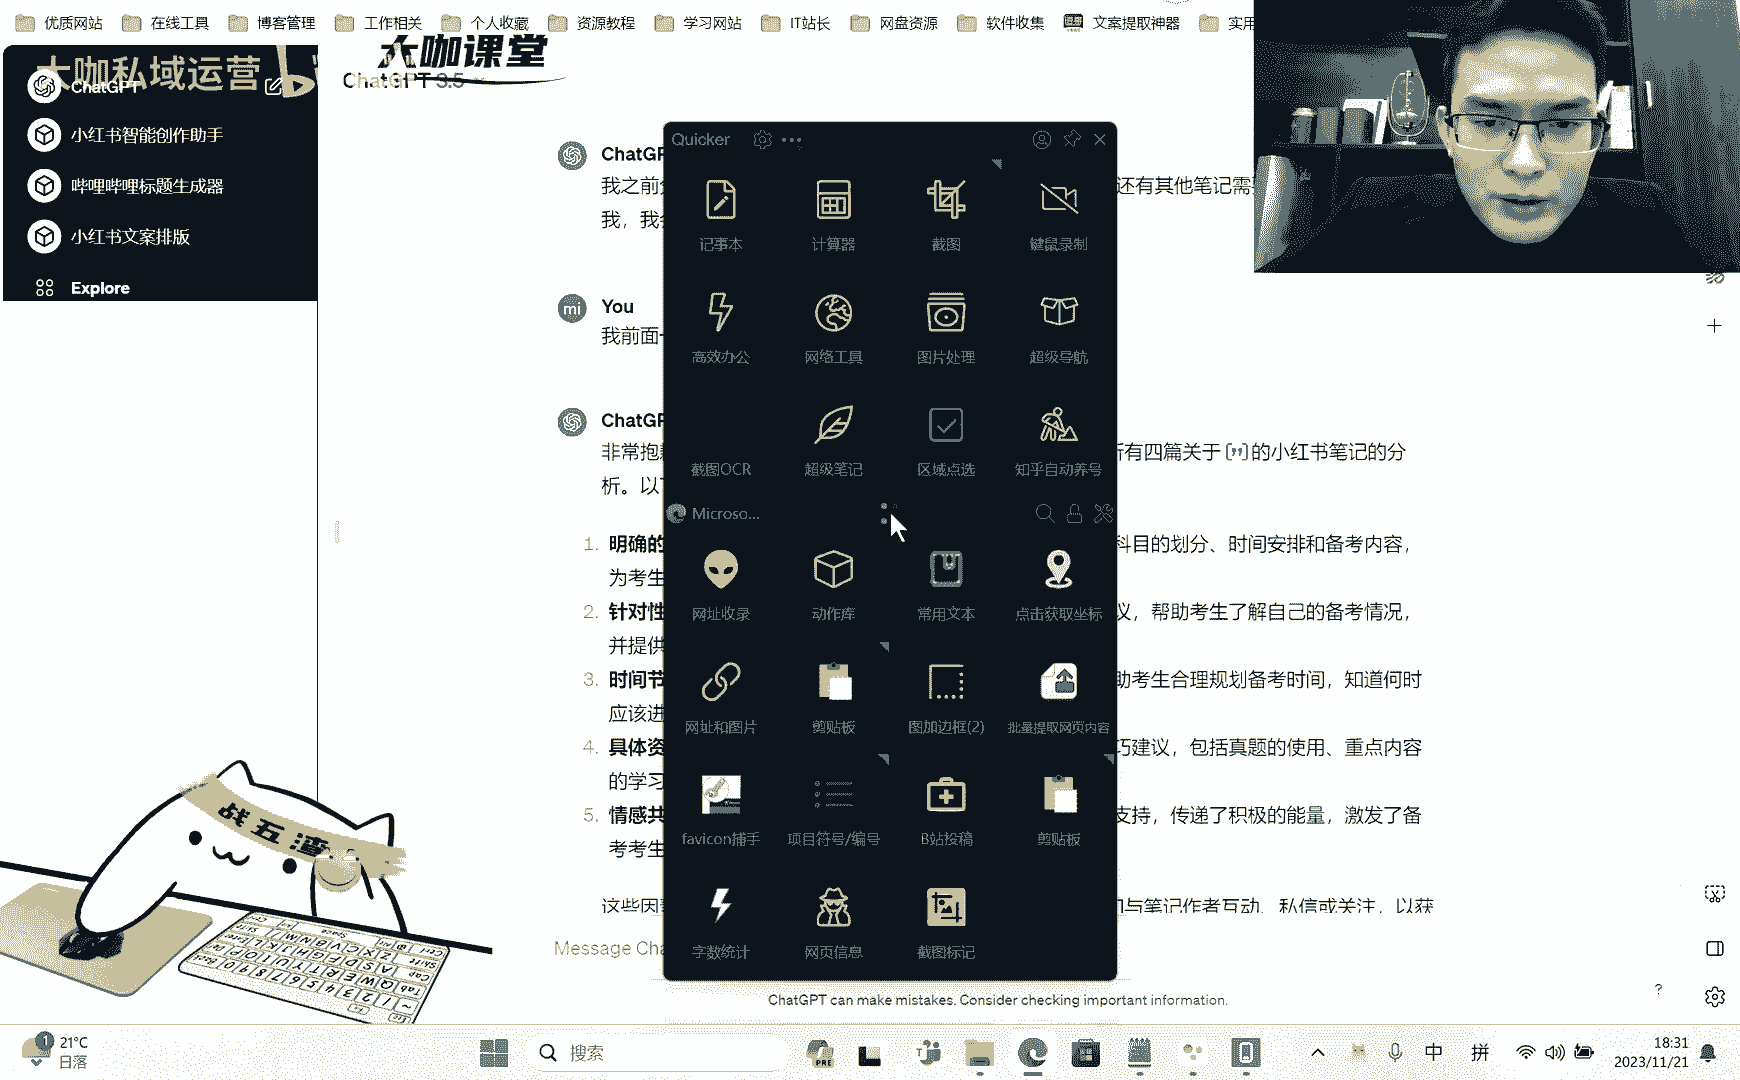 优质网站 在线工具 博客管理 工作相关 个人收藏 资源教程 学习网站 IT站长 网盘资源 软件收集 文案提取神器 实用
大咖私域运营
大咖课堂
ChatGPT
ChatGPT 3.5
小红书智能创作助手
哔哩哔哩标题生成器
小红书文案排版
Explore
ChatGP
我之前
还有其他笔记需
我，我
mi
You
我前面
ChatGP
非常抱
所有四篇关于
的小红书笔记的分
析。以
1. 明确的
科目的划分、时间安排和备考内容，
为考生
2. 针对性
议，帮助考生了解自己的备考情况，
并提供
3. 时间节
助考生合理规划备考时间，知道何时
应该进
4. 具体资
巧建议，包括真题的使用、重点内容
的学习
5. 情感共
支持，传递了积极的能量，激发了备
考考生
这些因
与笔记作者互动、私信或关注，以获
Message Cha
ChatGPT can make mistakes. Consider checking important information.
?
Quicker
记事本 计算器 截图 键鼠录制
高效办公 网络工具 图片处理 超级导航
截图OCR 超级笔记 区域点选 知乎自动养号
Microso...
网址收录 动作库 常用文本 点击获取坐标
网址和图片 剪贴板 图加边框(2) 批量提取网页内容
favicon捕手 项目符号/编号 B站投稿 剪贴板
字数统计 网页信息 截图标记
战五渣
1
21°C
日落
搜索
PRE
中
拼
18:31
2023/11/21